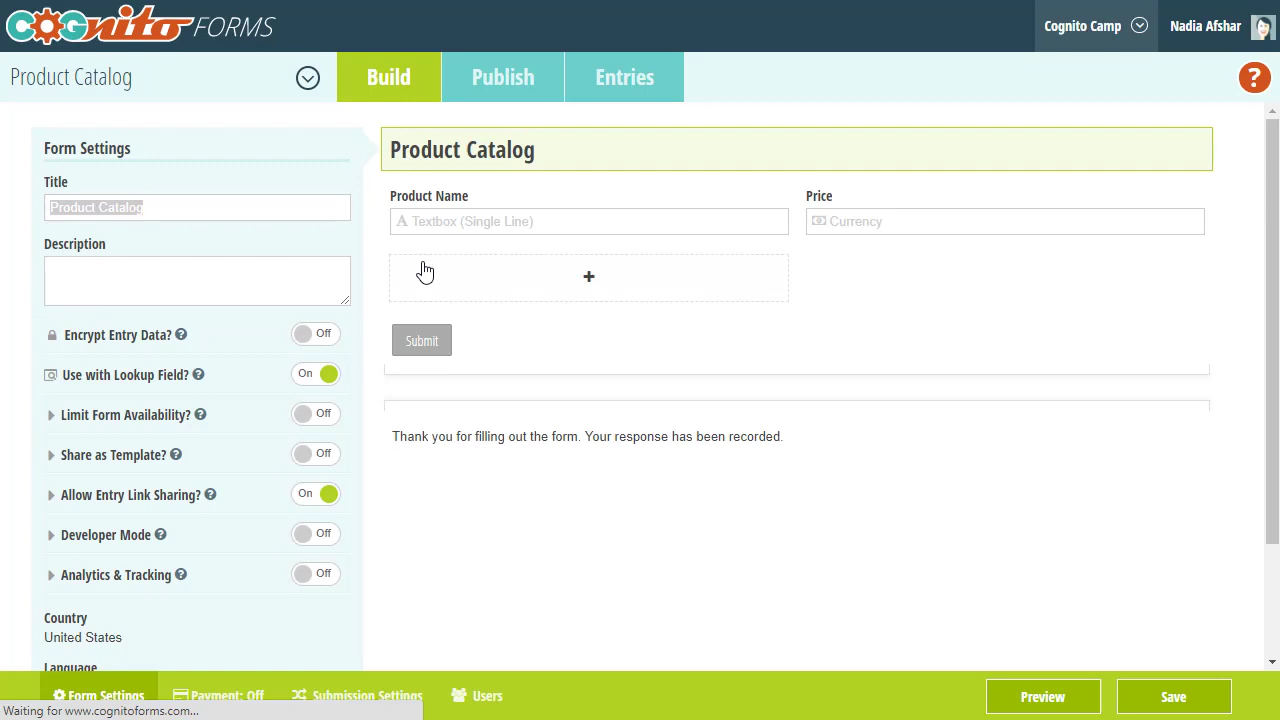 COGnito FORMS
Cognito Camp
Nadia Afshar
Product Catalog
Build
Publish
Entries
?
Form Settings
Title
Product Catalog
Description
Encrypt Entry Data? ?
Off
Use with Lookup Field? ?
On
Limit Form Availability? ?
Off
Share as Template? ?
Off
Allow Entry Link Sharing? ?
On
Developer Mode ?
Off
Analytics & Tracking ?
Off
Country
United States
Language
Product Catalog
Product Name
A Textbox (Single Line)
Price
Currency
+
Submit
Thank you for filling out the form. Your response has been recorded.
Form Settings
Payment: Off
Submission Settings
Users
Preview
Save
Waiting for www.cognitoforms.com...